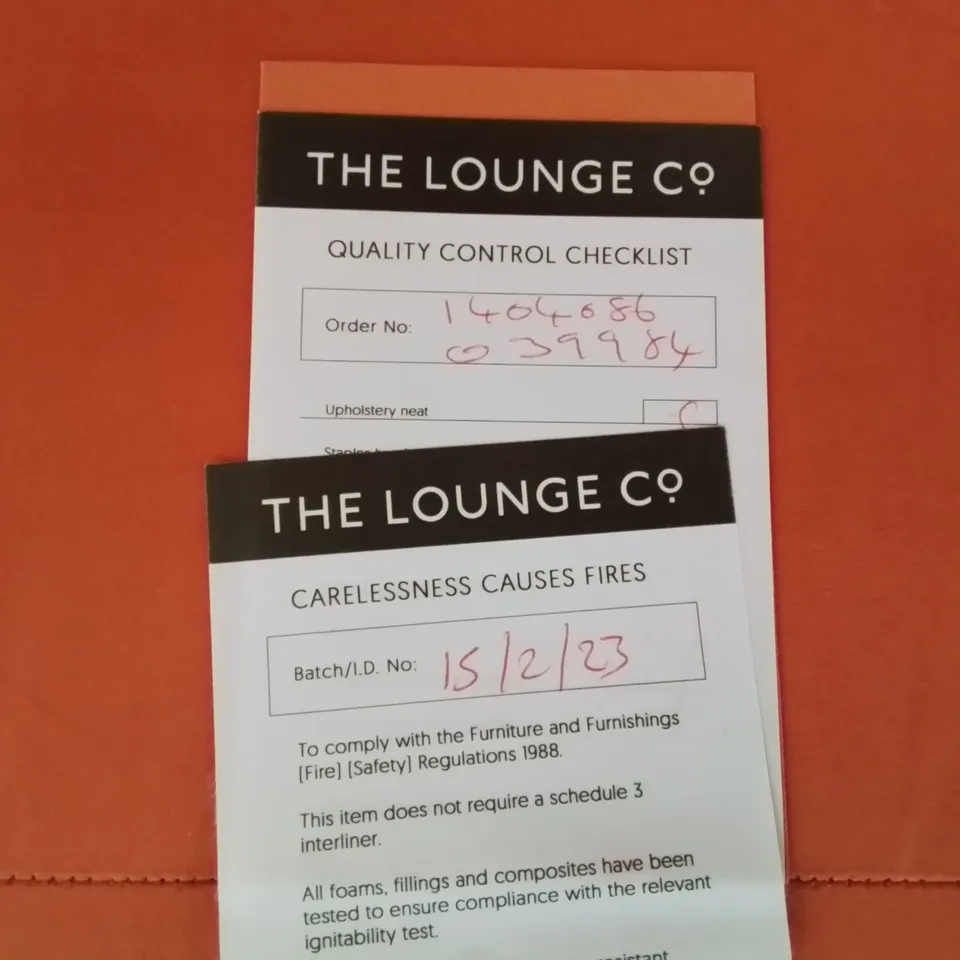 THE LOUNGE Co
QUALITY CONTROL CHECKLIST
Order No: 1404086
039984
Upholstery neat
THE LOUNGE Co
CARELESSNESS CAUSES FIRES
Batch/I.D. No: 15/2/23
To comply with the Furniture and Furnishings
[Fire] [Safety] Regulations 1988.
This item does not require a schedule 3
interliner.
All foams, fillings and composites have been
tested to ensure compliance with the relevant
ignitability test.